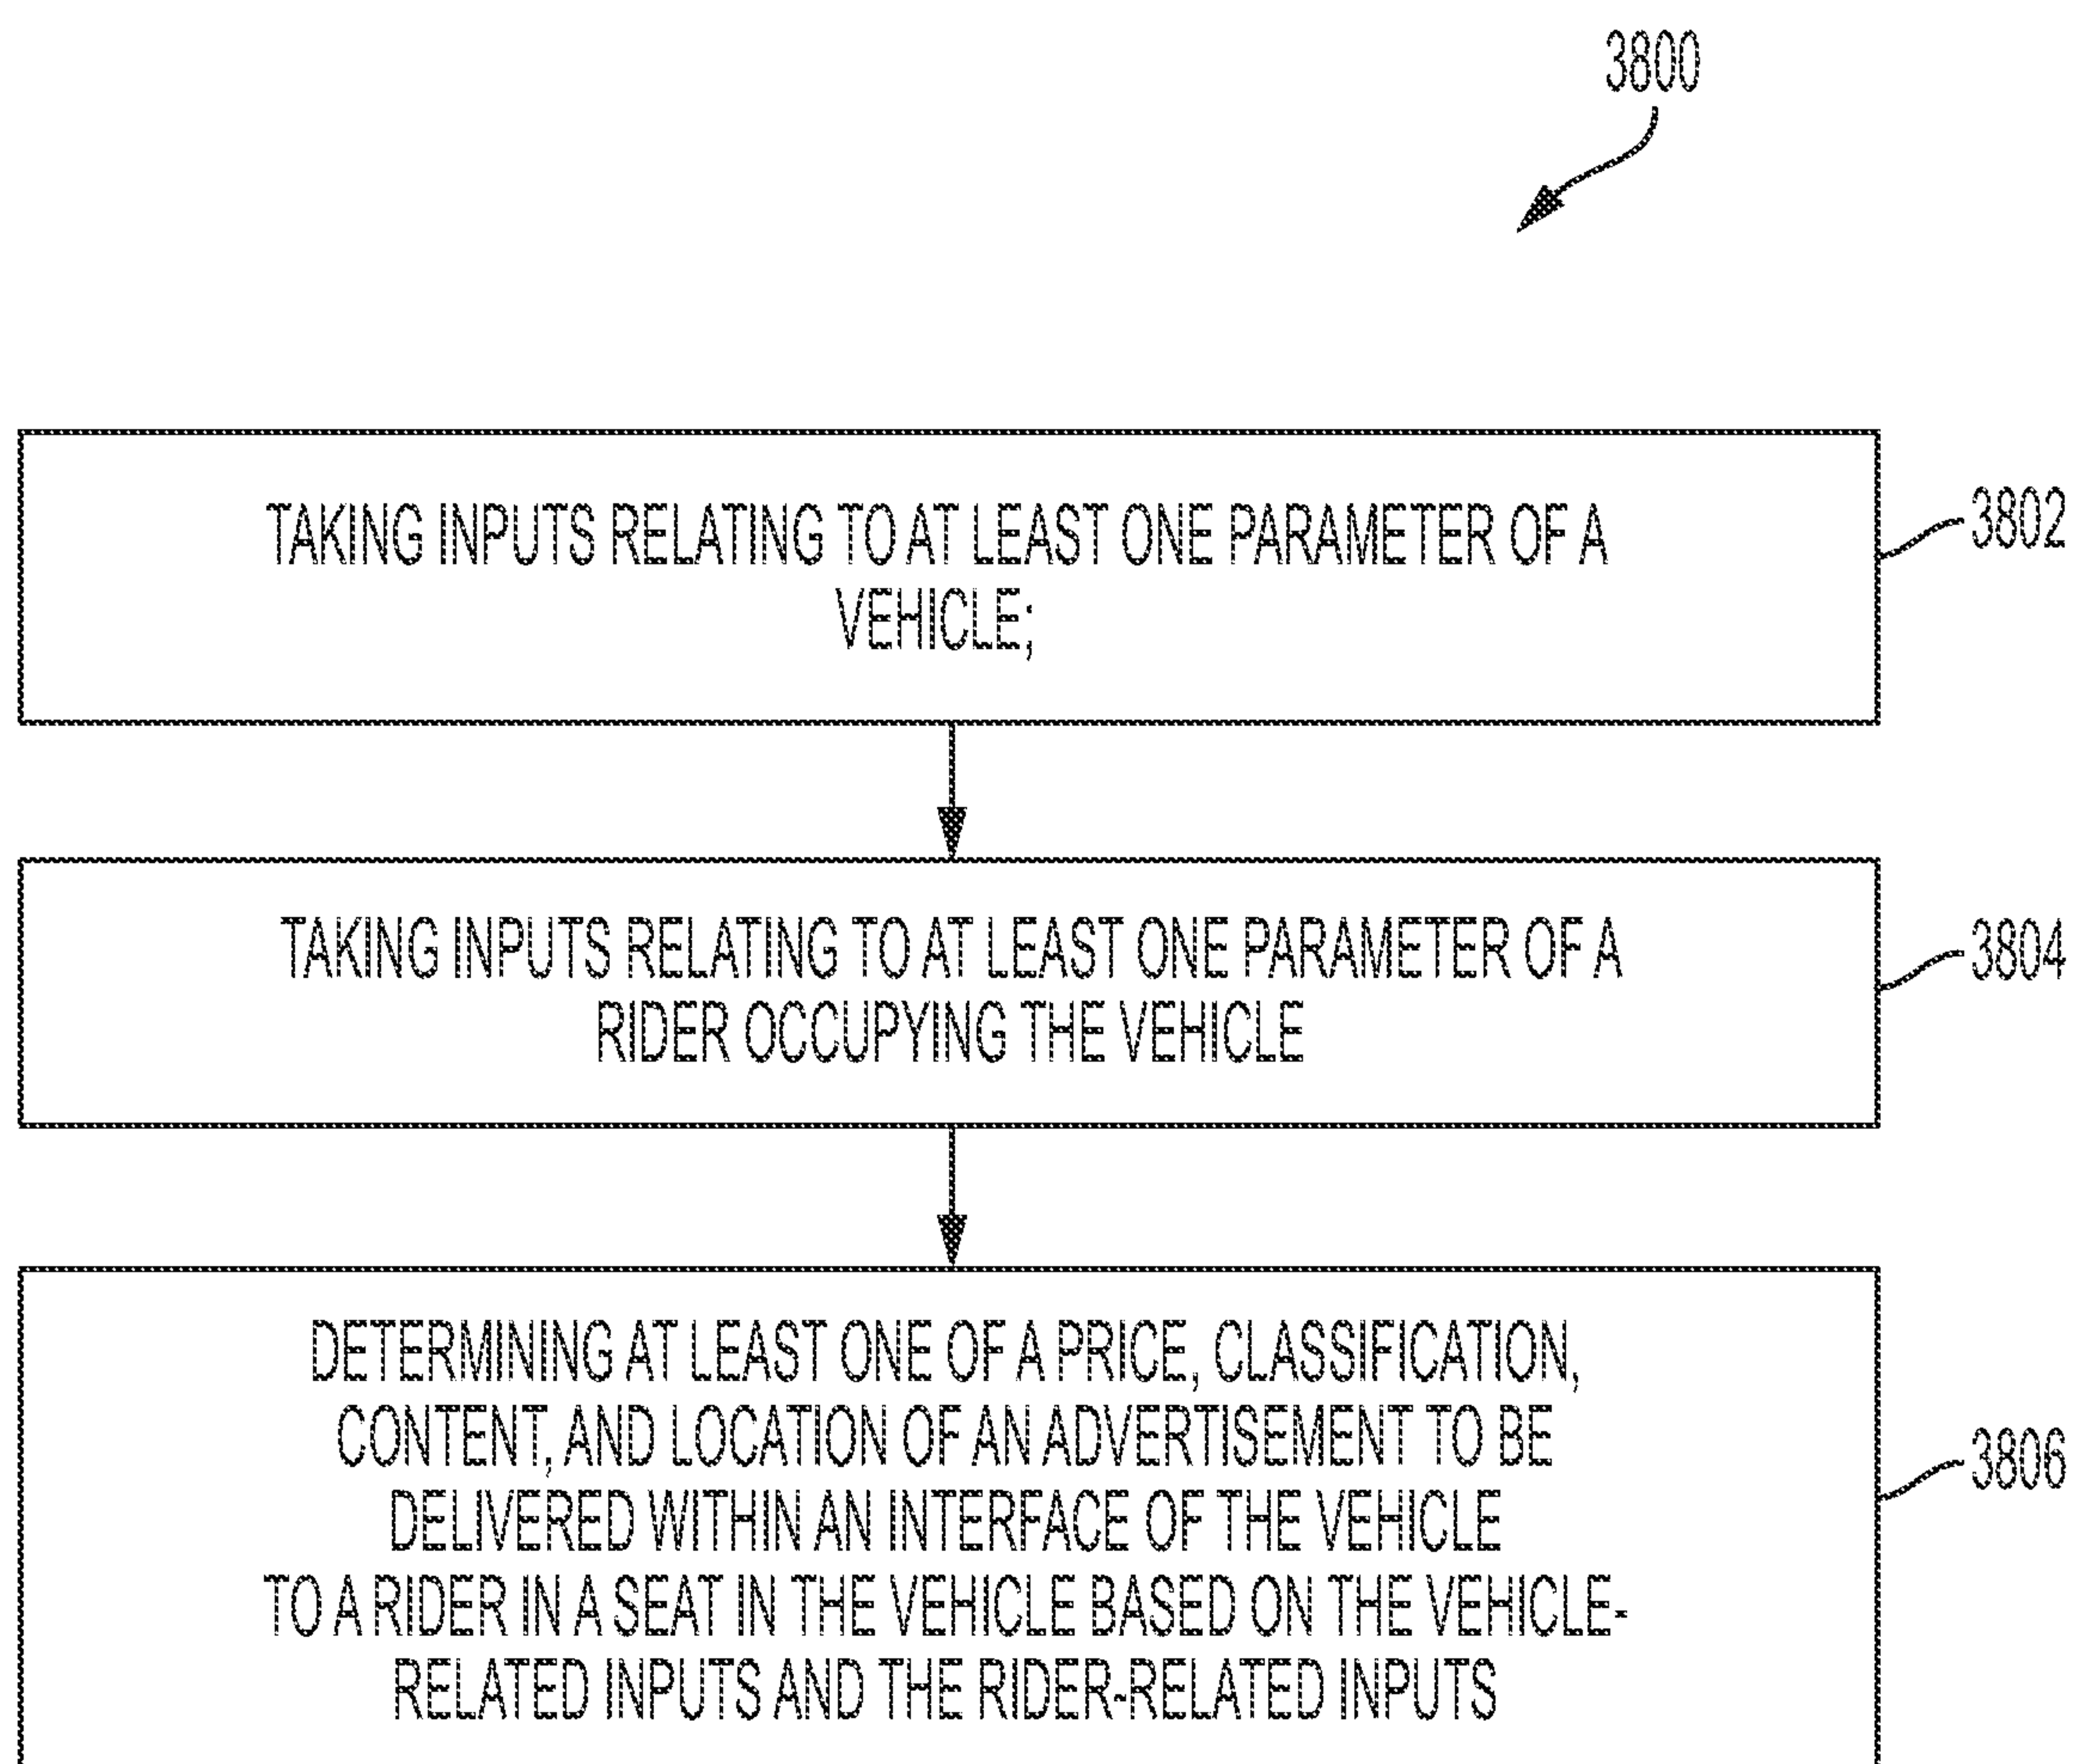 3800
TAKING INPUTS RELATING TO AT LEAST ONE PARAMETER OF A
VEHICLE;
3802
TAKING INPUTS RELATING TO AT LEAST ONE PARAMETER OF A
RIDER OCCUPYING THE VEHICLE
3804
DETERMINING AT LEAST ONE OF A PRICE, CLASSIFICATION,
CONTENT, AND LOCATION OF AN ADVERTISEMENT TO BE
DELIVERED WITHIN AN INTERFACE OF THE VEHICLE
TO A RIDER IN A SEAT IN THE VEHICLE BASED ON THE VEHICLE-
RELATED INPUTS AND THE RIDER-RELATED INPUTS
3806